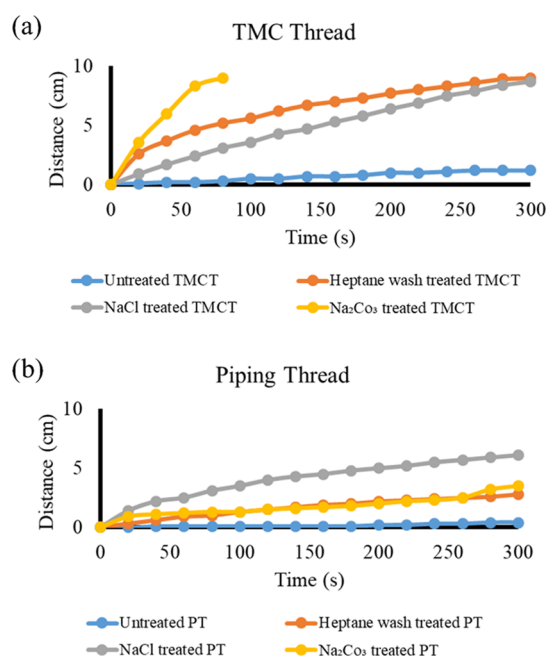 (a)
TMC Thread
10
5
0
Distance (cm)
0 50 100 150 200 250 300
Time (s)
Untreated TMCT Heptane wash treated TMCT
NaCl treated TMCT Na₂Co₃ treated TMCT
(b)
Piping Thread
10
5
0
Distance (cm)
0 50 100 150 200 250 300
Time (s)
Untreated PT Heptane wash treated PT
NaCl treated PT Na₂Co₃ treated PT